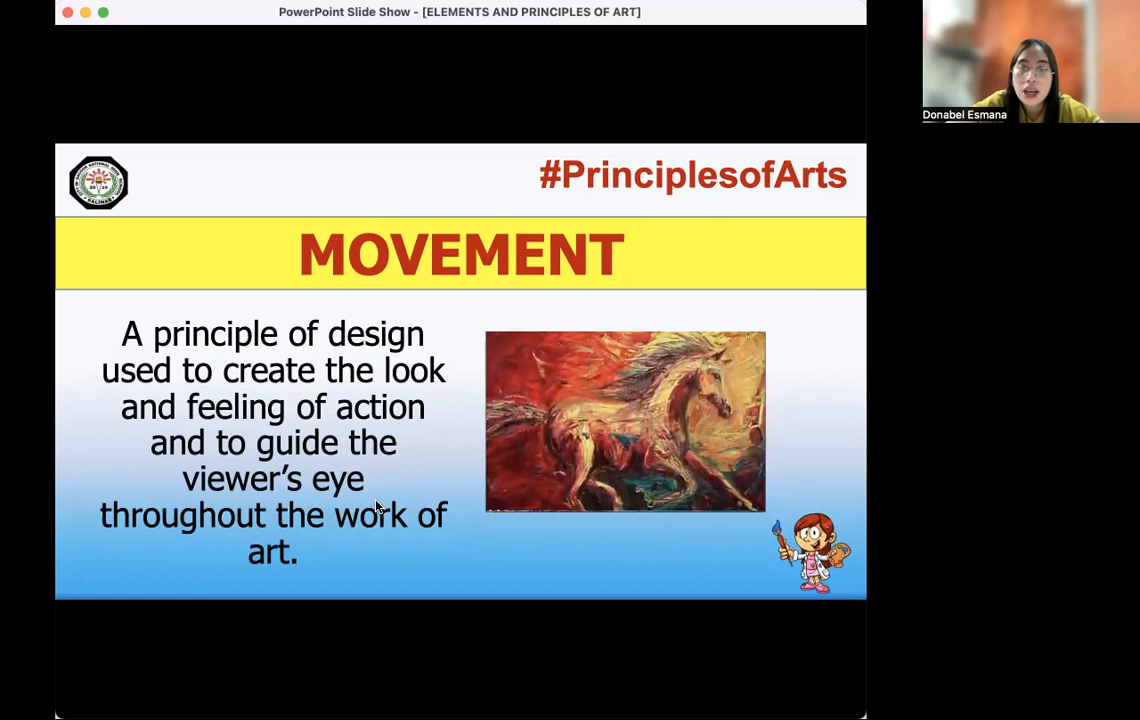 PowerPoint Slide Show - [ELEMENTS AND PRINCIPLES OF ART]
Donabel Esmana
#PrinciplesofArts
MOVEMENT
A principle of design
used to create the look
and feeling of action
and to guide the
viewer’s eye
throughout the work of
art.